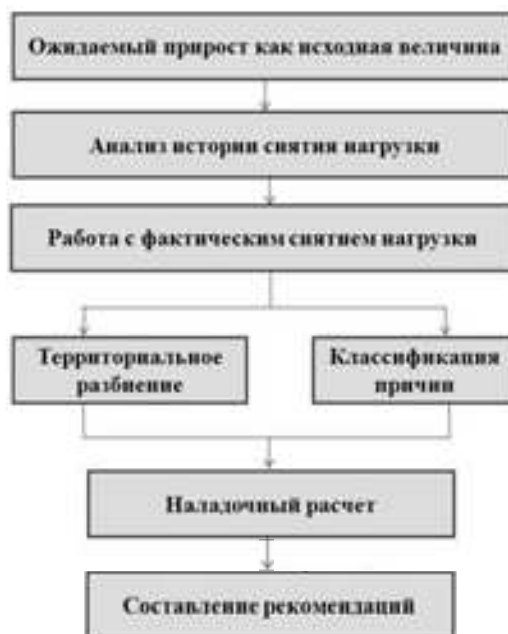 Ожидаемый прирост как исходная величина
Анализ истории снятия нагрузки
Работа с фактическим снятием нагрузки
Территориальное
разбиение
Классификация
причин
Наладочный расчет
Составление рекомендаций